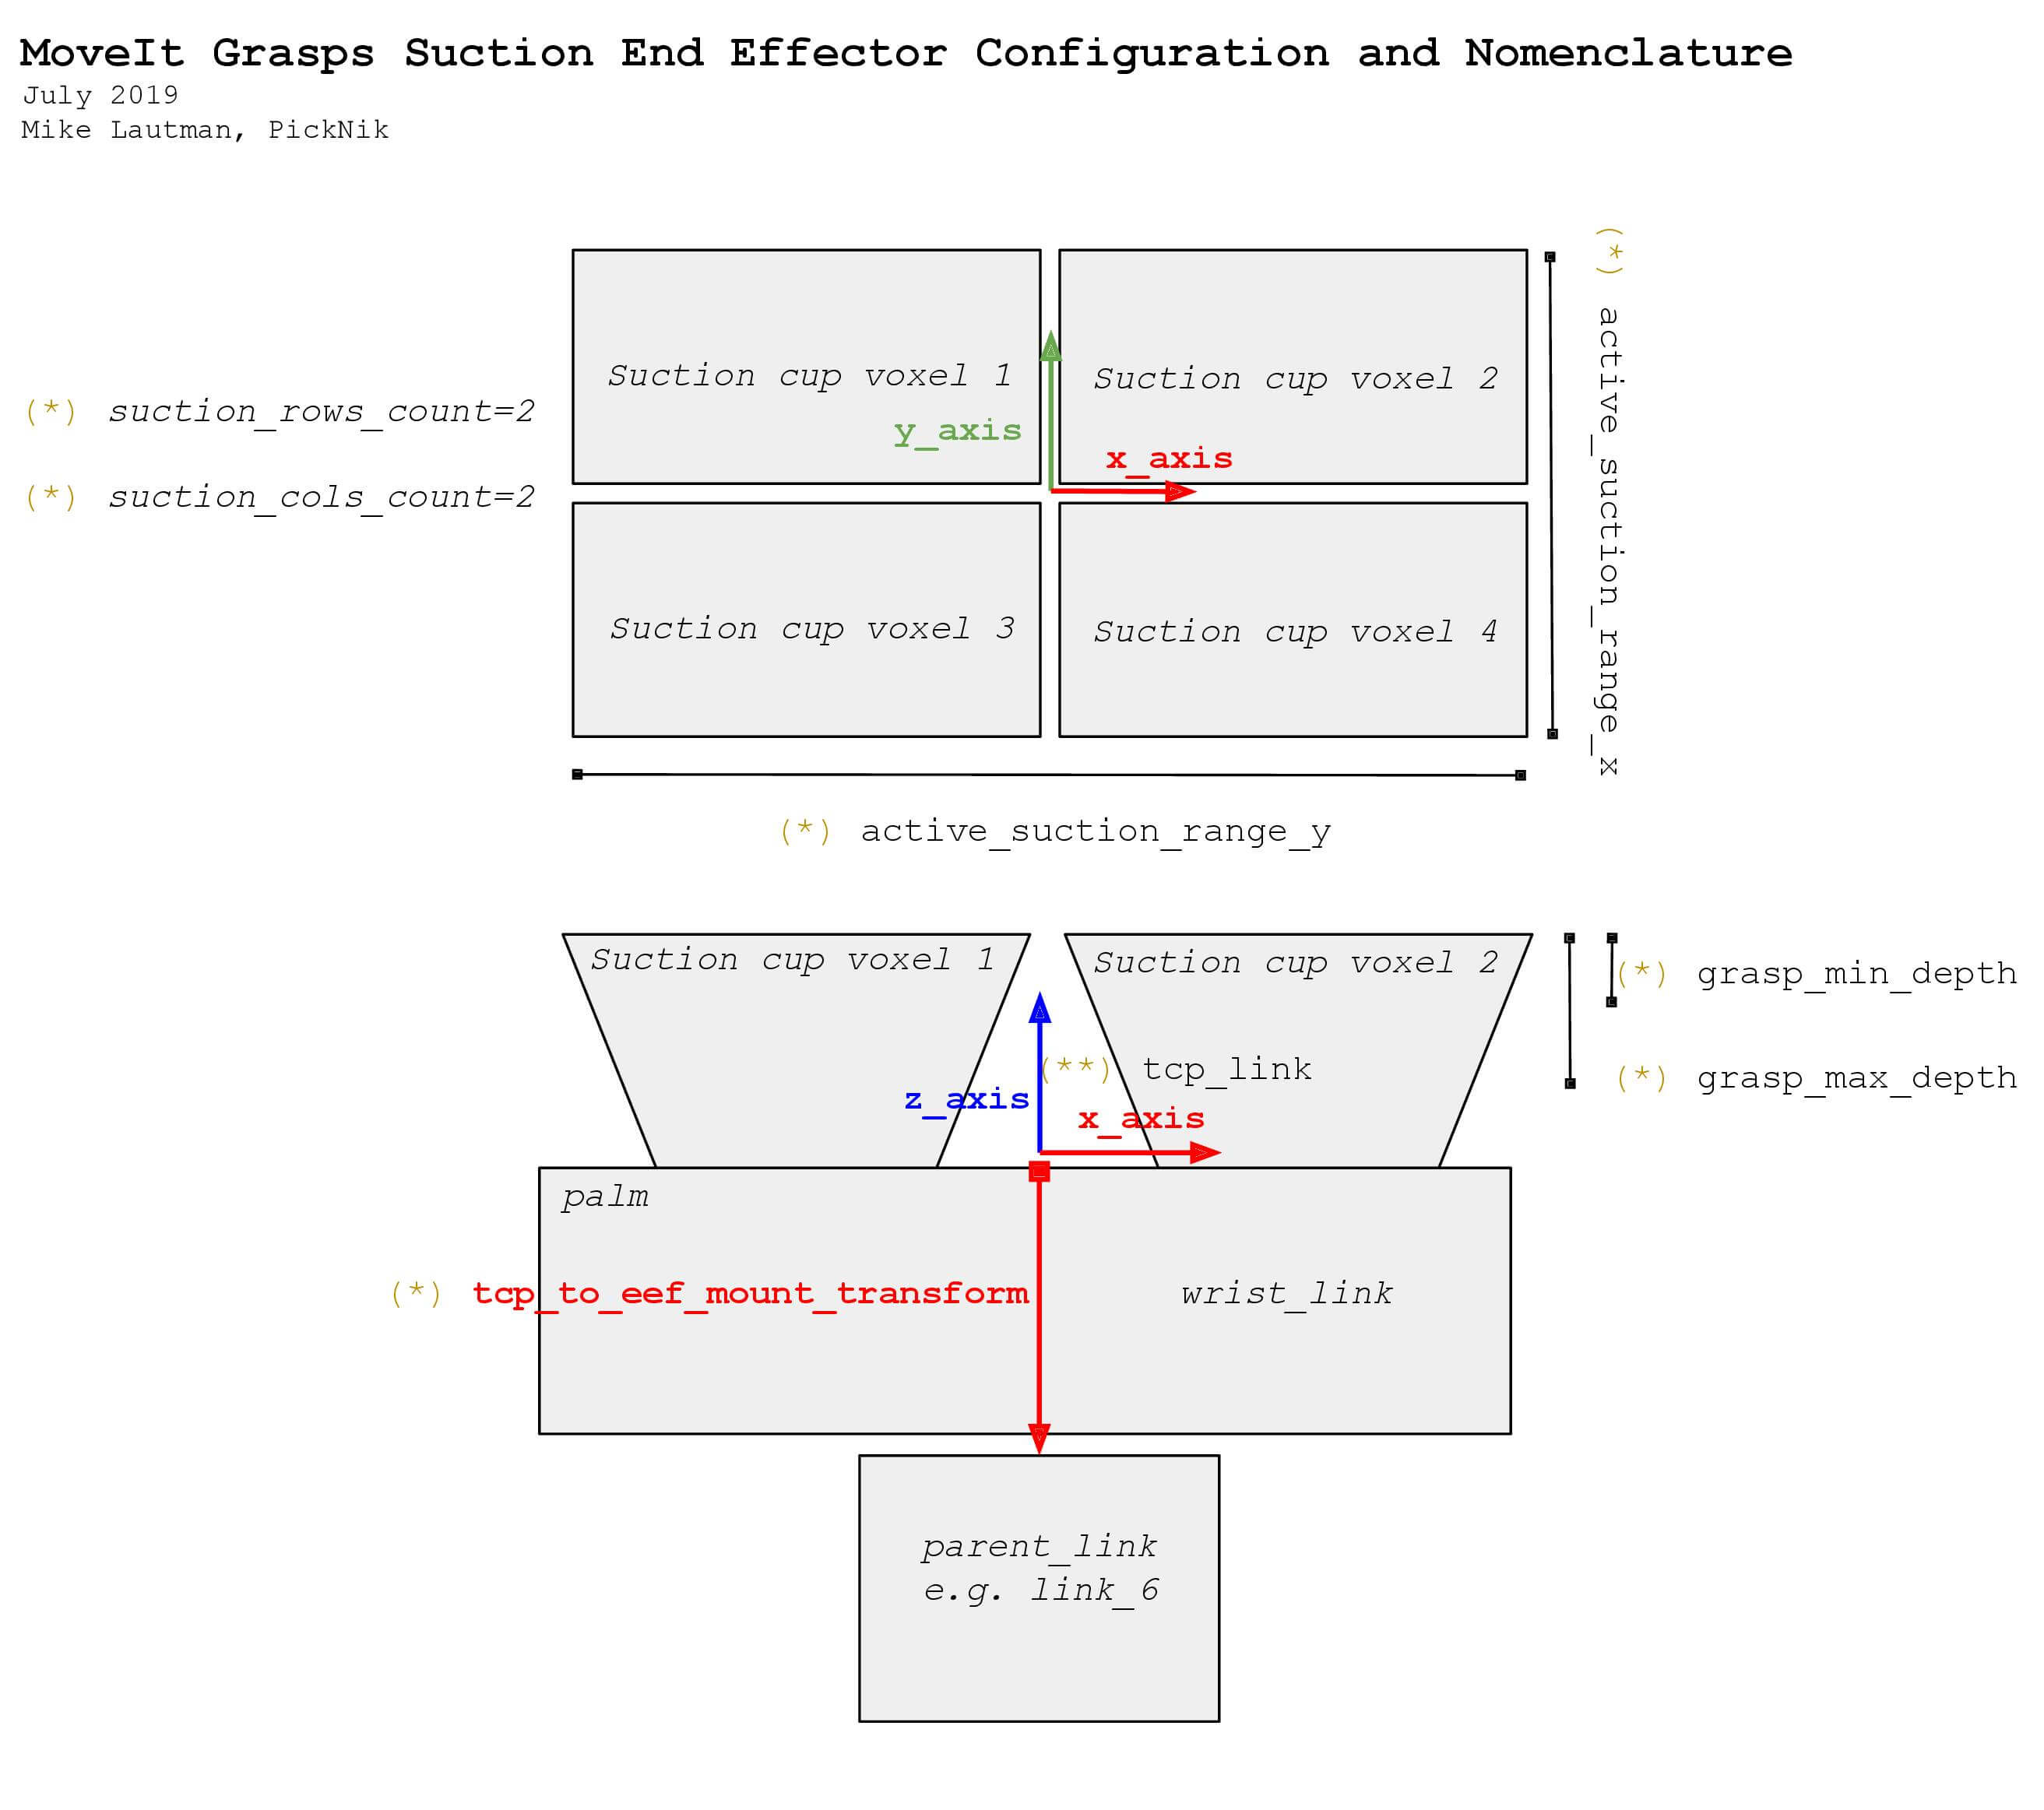 MoveIt Grasps Suction End Effector Configuration and Nomenclature
July 2019
Mike Lautman, PickNik
(*) active_suction_range_x
Suction cup voxel 1
Suction cup voxel 2
(*) suction_rows_count=2
y_axis
x_axis
(*) suction_cols_count=2
Suction cup voxel 3
Suction cup voxel 4
(*) active_suction_range_y
Suction cup voxel 1
Suction cup voxel 2
(*) grasp_min_depth
(**) tcp_link
(*) grasp_max_depth
z_axis
x_axis
palm
(*) tcp_to_eef_mount_transform
wrist_link
parent_link
e.g. link_6